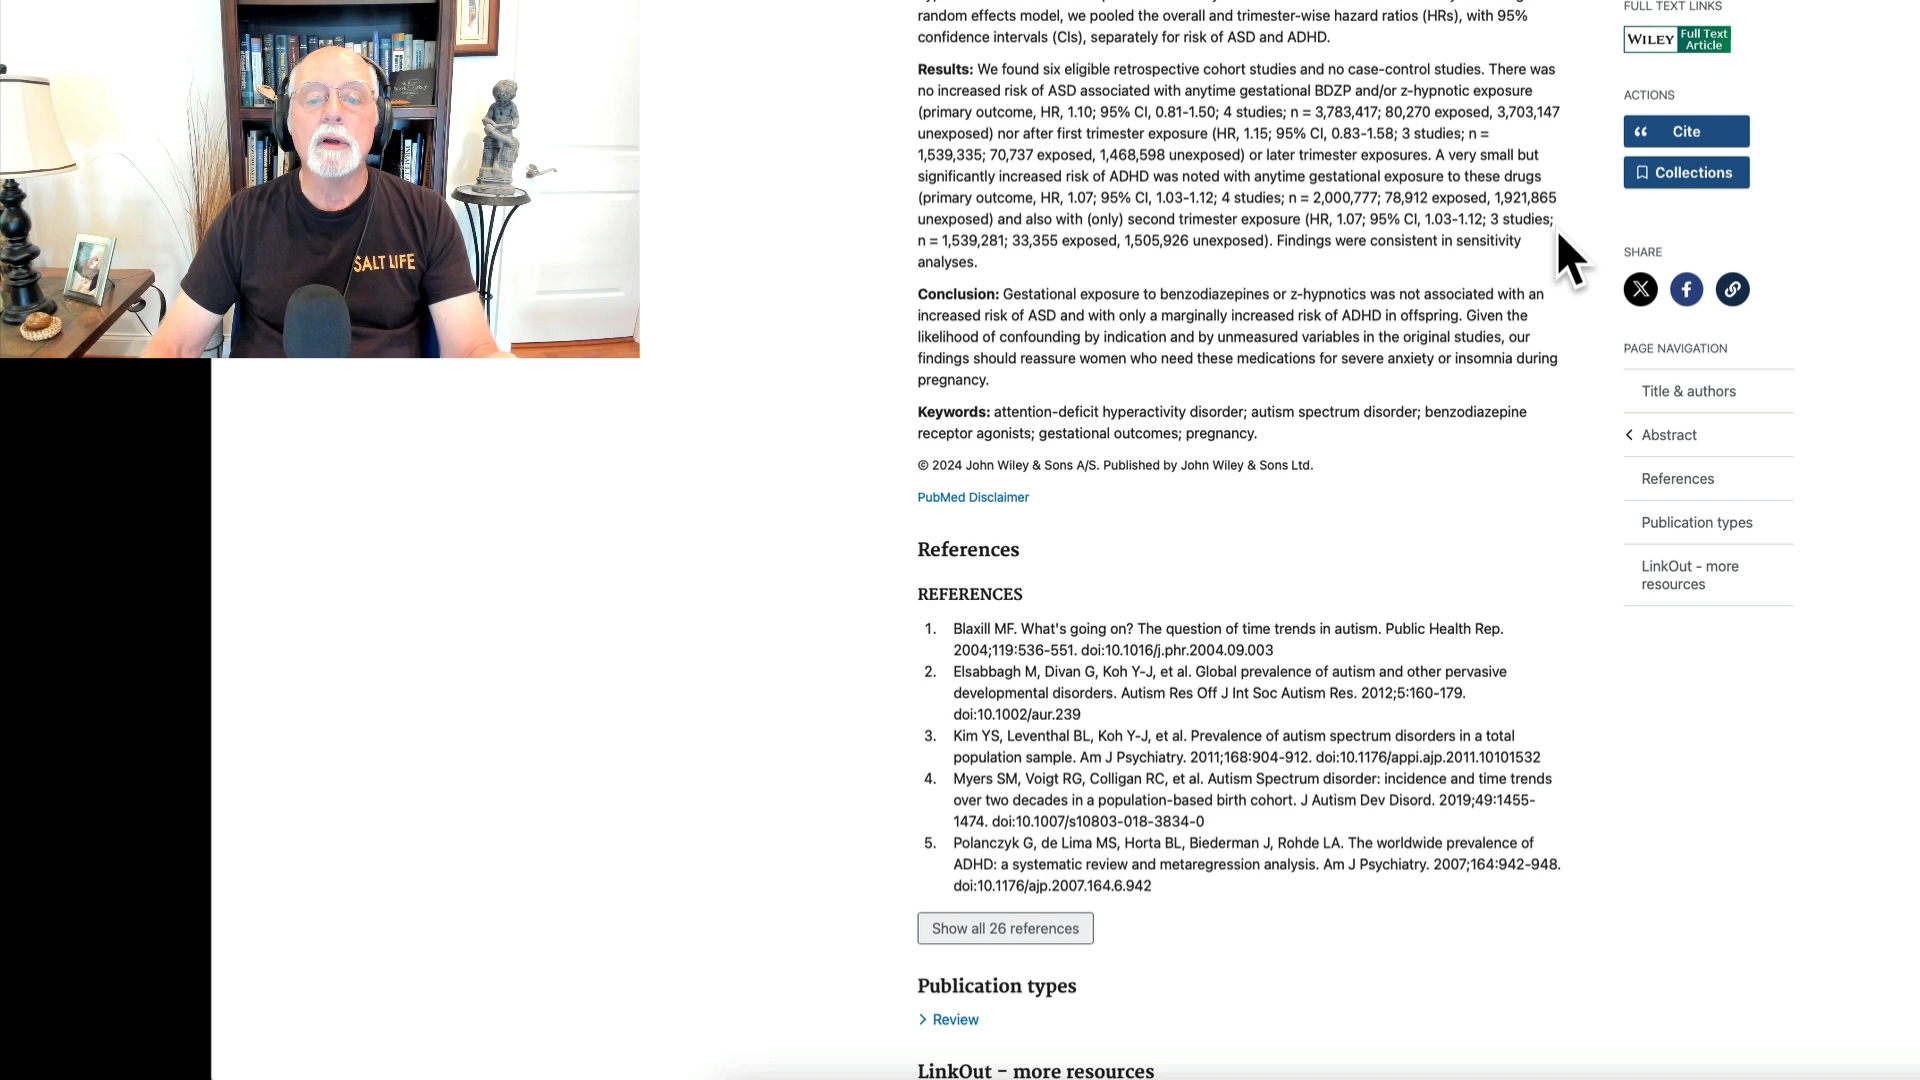 random effects model, we pooled the overall and trimester-wise hazard ratios (HRs), with 95%
confidence intervals (CIs), separately for risk of ASD and ADHD.
Results: We found six eligible retrospective cohort studies and no case-control studies. There was
no increased risk of ASD associated with anytime gestational BDZP and/or z-hypnotic exposure
(primary outcome, HR, 1.10; 95% CI, 0.81-1.50; 4 studies; n = 3,783,417; 80,270 exposed, 3,703,147
unexposed) nor after first trimester exposure (HR, 1.15; 95% CI, 0.83-1.58; 3 studies; n =
1,539,335; 70,737 exposed, 1,468,598 unexposed) or later trimester exposures. A very small but
significantly increased risk of ADHD was noted with anytime gestational exposure to these drugs
(primary outcome, HR, 1.07; 95% CI, 1.03-1.12; 4 studies; n = 2,000,777; 78,912 exposed, 1,921,865
unexposed) and also with (only) second trimester exposure (HR, 1.07; 95% CI, 1.03-1.12; 3 studies;
n = 1,539,281; 33,355 exposed, 1,505,926 unexposed). Findings were consistent in sensitivity
analyses.
Conclusion: Gestational exposure to benzodiazepines or z-hypnotics was not associated with an
increased risk of ASD and with only a marginally increased risk of ADHD in offspring. Given the
likelihood of confounding by indication and by unmeasured variables in the original studies, our
findings should reassure women who need these medications for severe anxiety or insomnia during
pregnancy.
Keywords: attention-deficit hyperactivity disorder; autism spectrum disorder; benzodiazepine
receptor agonists; gestational outcomes; pregnancy.
© 2024 John Wiley & Sons A/S. Published by John Wiley & Sons Ltd.
PubMed Disclaimer
References
REFERENCES
1. Blaxill MF. What's going on? The question of time trends in autism. Public Health Rep.
2004;119:536-551. doi:10.1016/j.phr.2004.09.003
2. Elsabbagh M, Divan G, Koh Y-J, et al. Global prevalence of autism and other pervasive
developmental disorders. Autism Res Off J Int Soc Autism Res. 2012;5:160-179.
doi:10.1002/aur.239
3. Kim YS, Leventhal BL, Koh Y-J, et al. Prevalence of autism spectrum disorders in a total
population sample. Am J Psychiatry. 2011;168:904-912. doi:10.1176/appi.ajp.2011.10101532
4. Myers SM, Voigt RG, Colligan RC, et al. Autism Spectrum disorder: incidence and time trends
over two decades in a population-based birth cohort. J Autism Dev Disord. 2019;49:1455-
1474. doi:10.1007/s10803-018-3834-0
5. Polanczyk G, de Lima MS, Horta BL, Biederman J, Rohde LA. The worldwide prevalence of
ADHD: a systematic review and metaregression analysis. Am J Psychiatry. 2007;164:942-948.
doi:10.1176/ajp.2007.164.6.942
Show all 26 references
Publication types
Review
LinkOut - more resources
FULL TEXT LINKS
WILEY Full Text
Article
ACTIONS
Cite
Collections
SHARE
PAGE NAVIGATION
Title & authors
Abstract
References
Publication types
LinkOut - more
resources
SALT LIFE